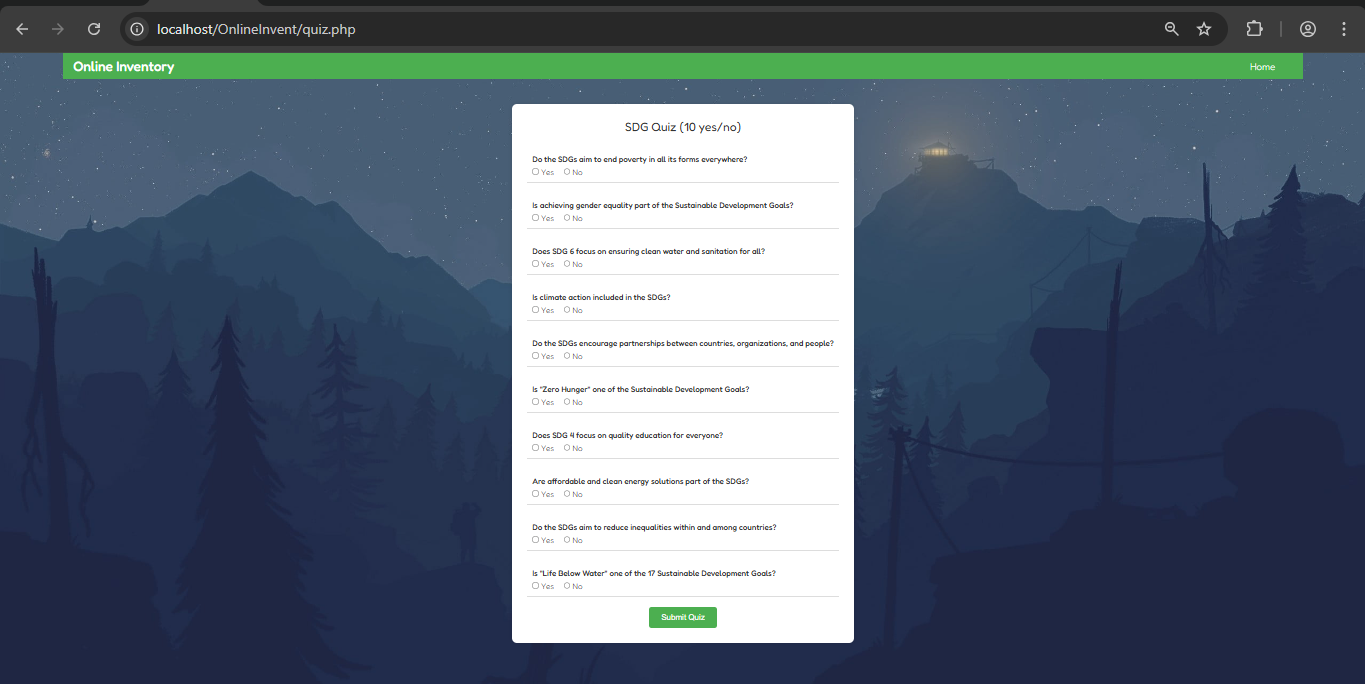 localhost/OnlineInvent/quiz.php
Online Inventory
Home
SDG Quiz (10 yes/no)
Do the SDGs aim to end poverty in all its forms everywhere?
Yes No
Is achieving gender equality part of the Sustainable Development Goals?
Yes No
Does SDG 6 focus on ensuring clean water and sanitation for all?
Yes No
Is climate action included in the SDGs?
Yes No
Do the SDGs encourage partnerships between countries, organizations, and people?
Yes No
Is "Zero Hunger" one of the Sustainable Development Goals?
Yes No
Does SDG 4 focus on quality education for everyone?
Yes No
Are affordable and clean energy solutions part of the SDGs?
Yes No
Do the SDGs aim to reduce inequalities within and among countries?
Yes No
Is "Life Below Water" one of the 17 Sustainable Development Goals?
Yes No
Submit Quiz